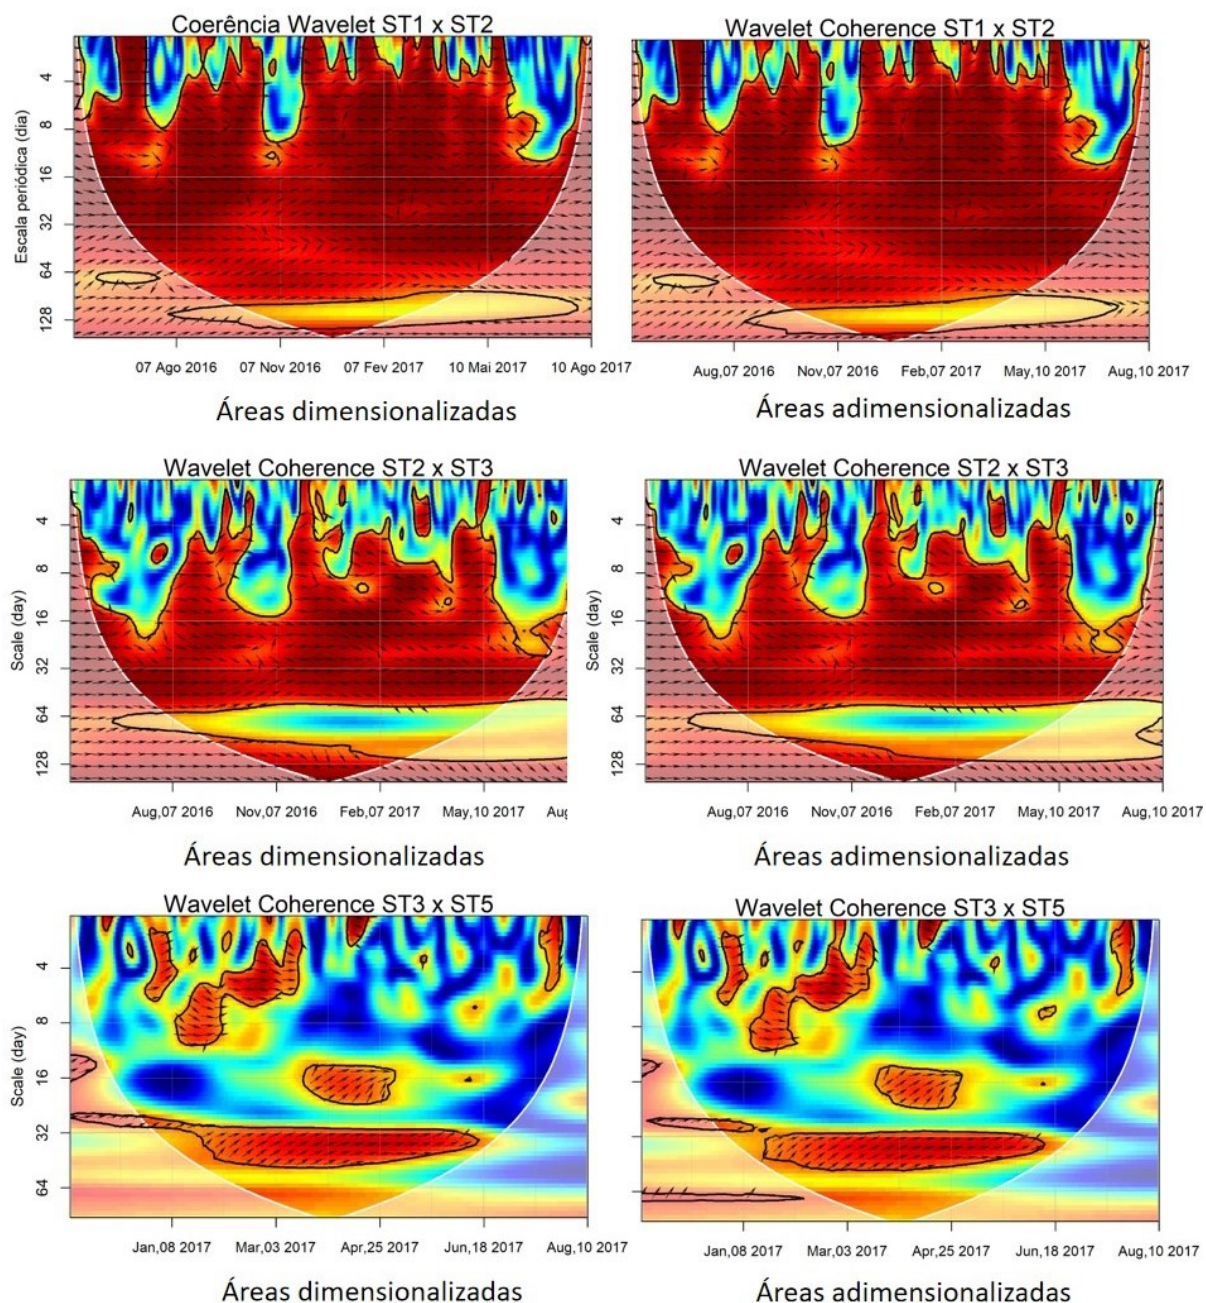 Coerência Wavelet ST1 x ST2
Escala periódica (dia)
4
8
16
32
64
128
07 Ago 2016 07 Nov 2016 07 Fev 2017 10 Mai 2017 10 Ago 2017
Áreas dimensionalizadas
Wavelet Coherence ST1 x ST2
Aug,07 2016 Nov,07 2016 Feb,07 2017 May,10 2017 Aug,10 2017
Áreas adimensionalizadas
Wavelet Coherence ST2 x ST3
Scale (day)
4
8
16
32
64
128
Aug,07 2016 Nov,07 2016 Feb,07 2017 May,10 2017 Aug
Áreas dimensionalizadas
Wavelet Coherence ST2 x ST3
Scale (day)
4
8
16
32
64
128
Aug,07 2016 Nov,07 2016 Feb,07 2017 May,10 2017 Aug,10 2017
Áreas adimensionalizadas
Wavelet Coherence ST3 x ST5
Scale (day)
4
8
16
32
64
Jan,08 2017 Mar,03 2017 Apr,25 2017 Jun,18 2017 Aug,10 2017
Áreas dimensionalizadas
Wavelet Coherence ST3 x ST5
Jan,08 2017 Mar,03 2017 Apr,25 2017 Jun,18 2017 Aug,10 2017
Áreas adimensionalizadas